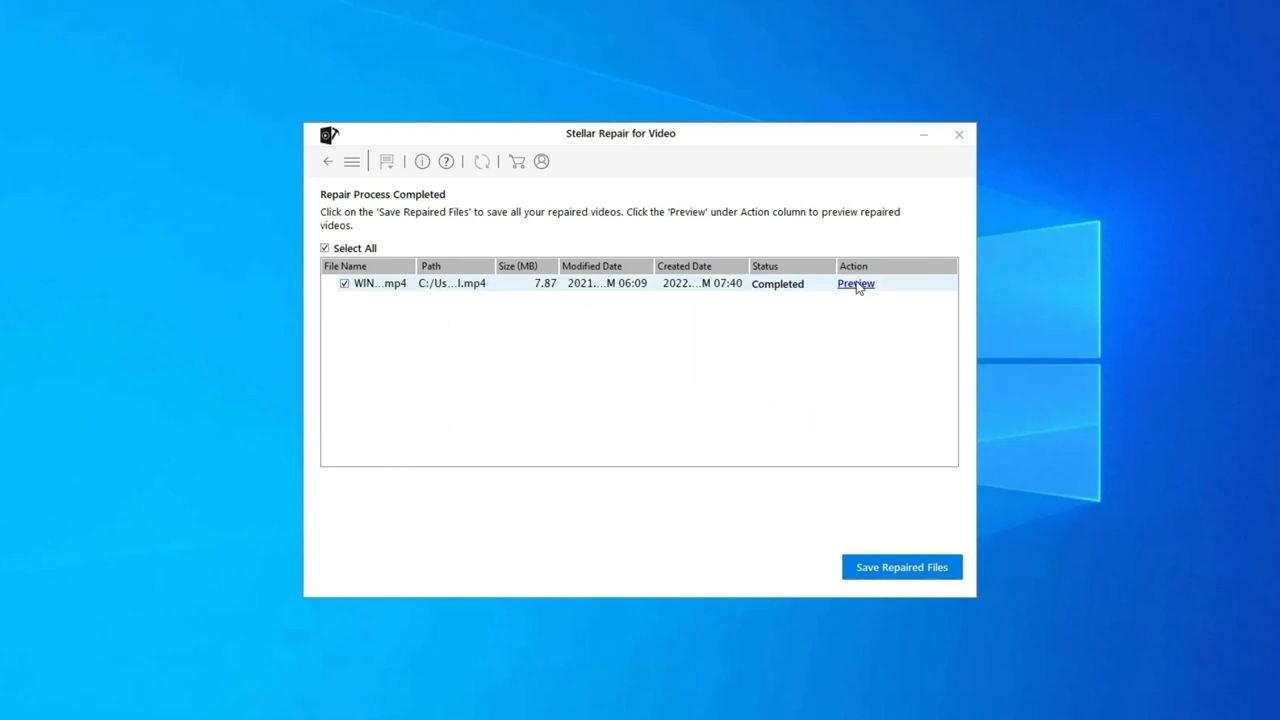 Stellar Repair for Video
Repair Process Completed
Click on the 'Save Repaired Files' to save all your repaired videos. Click the 'Preview' under Action column to preview repaired
videos.
Select All
File Name Path Size (MB) Modified Date Created Date Status Action
WIN...mp4 C:/Us...I.mp4 7.87 2021....M 06:09 2022....M 07:40 Completed Preview
Save Repaired Files